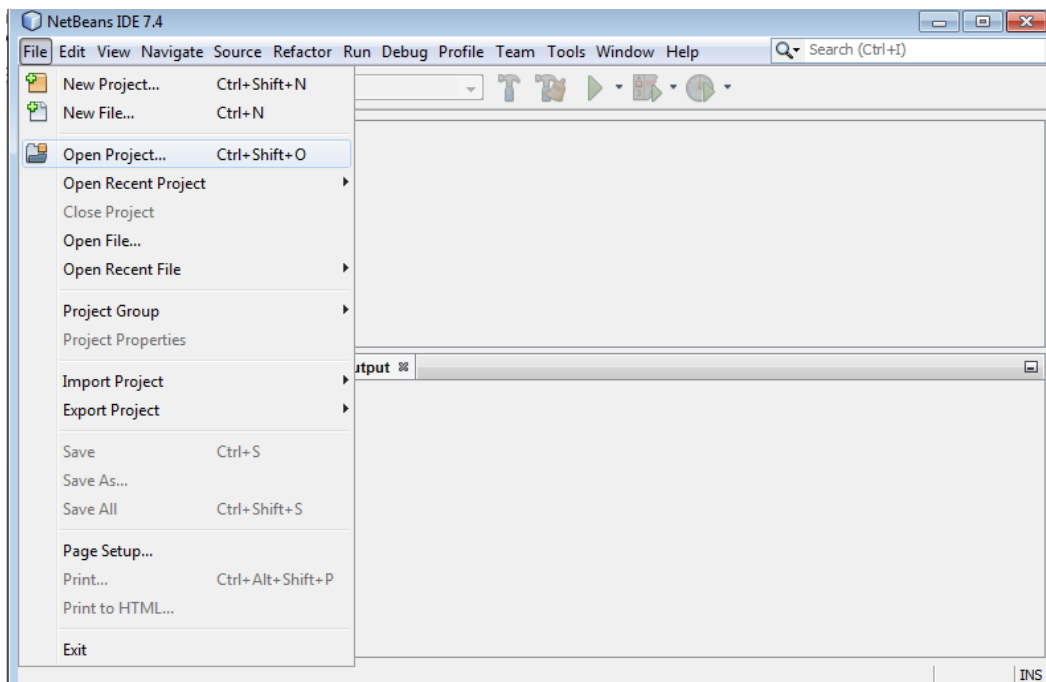 NetBeans IDE 7.4
File Edit View Navigate Source Refactor Run Debug Profile Team Tools Window Help Search (Ctrl+I)
New Project... Ctrl+Shift+N
New File... Ctrl+N
Open Project... Ctrl+Shift+O
Open Recent Project
Close Project
Open File...
Open Recent File
Project Group
Project Properties
utput
Import Project
Export Project
Save Ctrl+S
Save As...
Save All Ctrl+Shift+S
Page Setup...
Print... Ctrl+Alt+Shift+P
Print to HTML...
Exit
INS